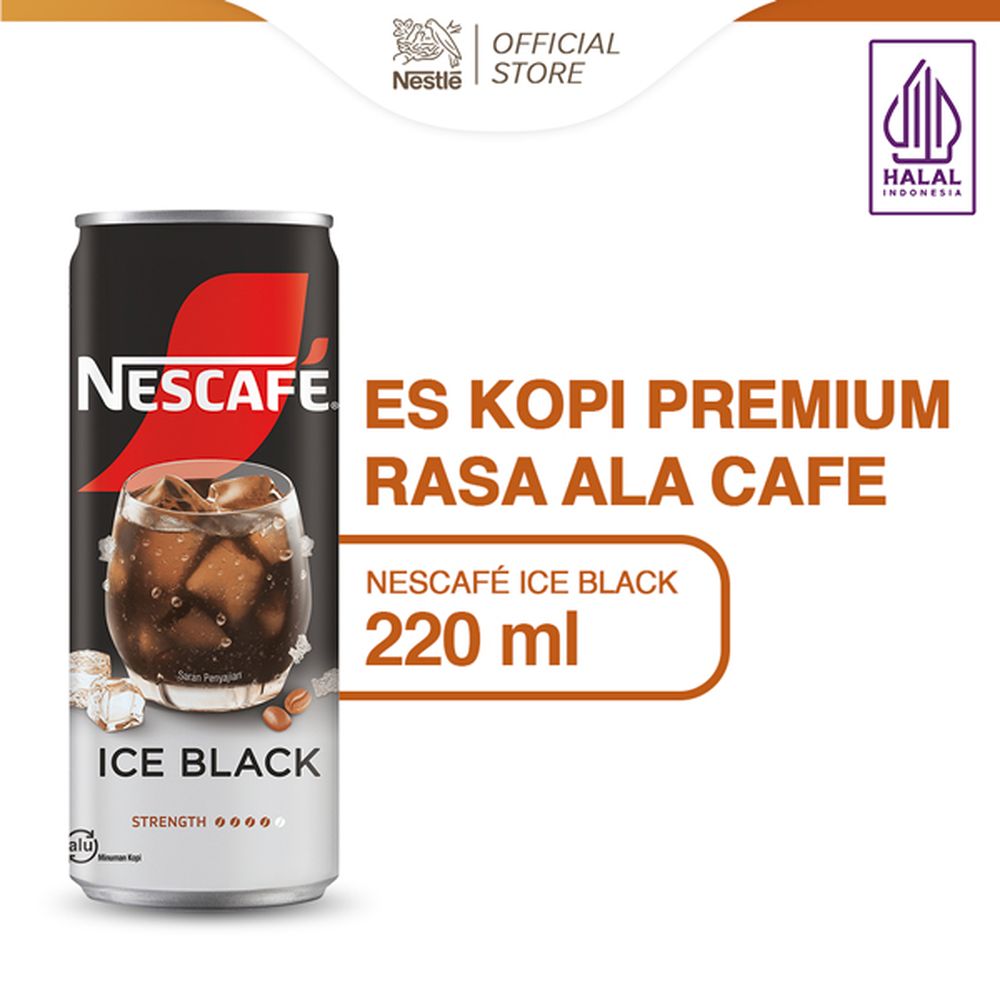 Nestlé
OFFICIAL
STORE
HALAL
INDONESIA
NESCAFÉ®
ES KOPI PREMIUM
RASA ALA CAFE
NESCAFÉ ICE BLACK
220 ml
Saran Penyajian
ICE BLACK
STRENGTH
alu
Minuman Kopi